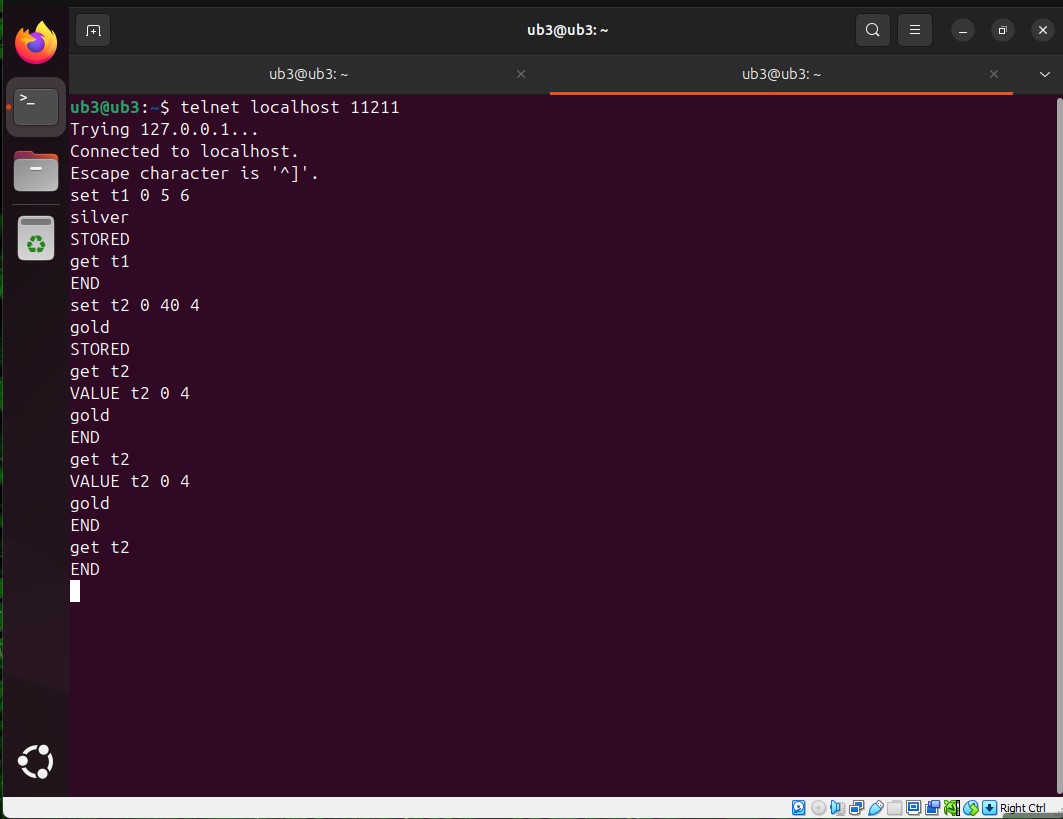 ub3@ub3: ~
ub3@ub3: ~
ub3@ub3: ~
ub3@ub3:~$ telnet localhost 11211
Trying 127.0.0.1...
Connected to localhost.
Escape character is '^]'.
set t1 0 5 6
silver
STORED
get t1
END
set t2 0 40 4
gold
STORED
get t2
VALUE t2 0 4
gold
END
get t2
VALUE t2 0 4
gold
END
get t2
END
Right Ctrl